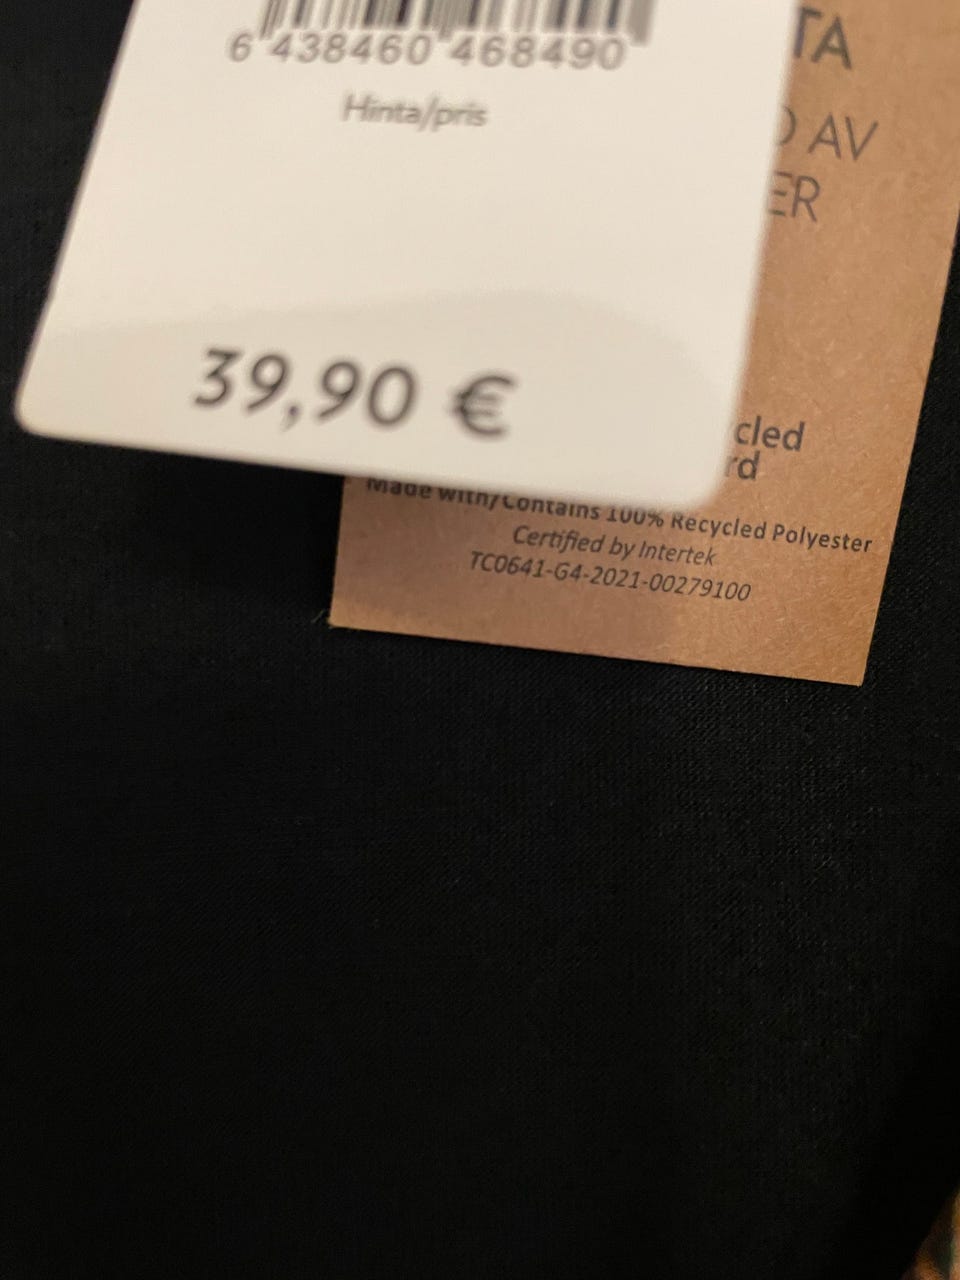 6 438460 468490
Hinta/pris
39,90 €
TA
AV
ER
cled
rd
Made with/Contains 100% Recycled Polyester
Certified by Intertek
TC0641-G4-2021-00279100